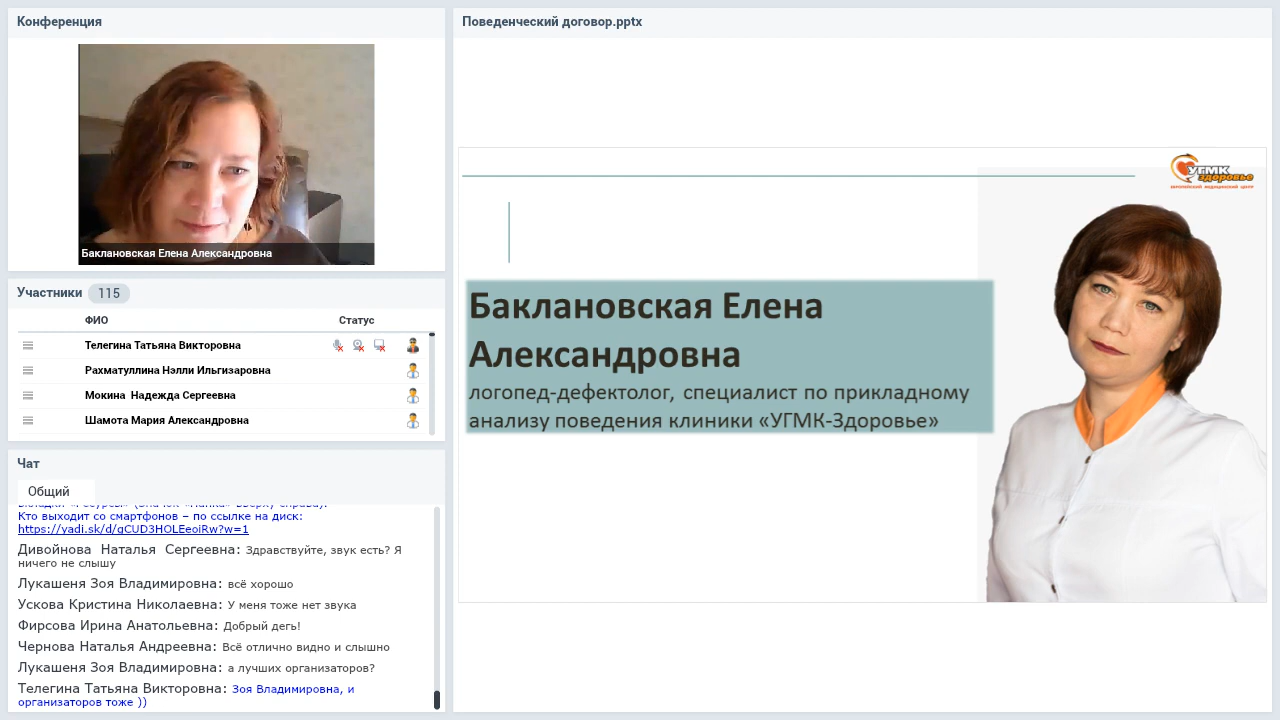 Конференция
Баклановская Елена Александровна
Участники 115
ФИО Статус
Телегина Татьяна Викторовна
Рахматуллина Нэлли Ильгизаровна
Мокина Надежда Сергеевна
Шамота Мария Александровна
Чат
Общий
Кто выходит со смартфонов – по ссылке на диск:
https://yadi.sk/d/gCUD3HOLEeoiRw?w=1
Дивойнова Наталья Сергеевна: Здравствуйте, звук есть? Я
ничего не слышу
Лукашеня Зоя Владимировна: всё хорошо
Ускова Кристина Николаевна: У меня тоже нет звука
Фирсова Ирина Анатольевна: Добрый дегь!
Чернова Наталья Андреевна: Всё отлично видно и слышно
Лукашеня Зоя Владимировна: а лучших организаторов?
Телегина Татьяна Викторовна: Зоя Владимировна, и
организаторов тоже ))
Поведенческий договор.pptx
УГМК
здоровье
ЕВРОПЕЙСКИЙ МЕДИЦИНСКИЙ ЦЕНТР
Баклановская Елена
Александровна
логопед-дефектолог, специалист по прикладному
анализу поведения клиники «УГМК-Здоровье»